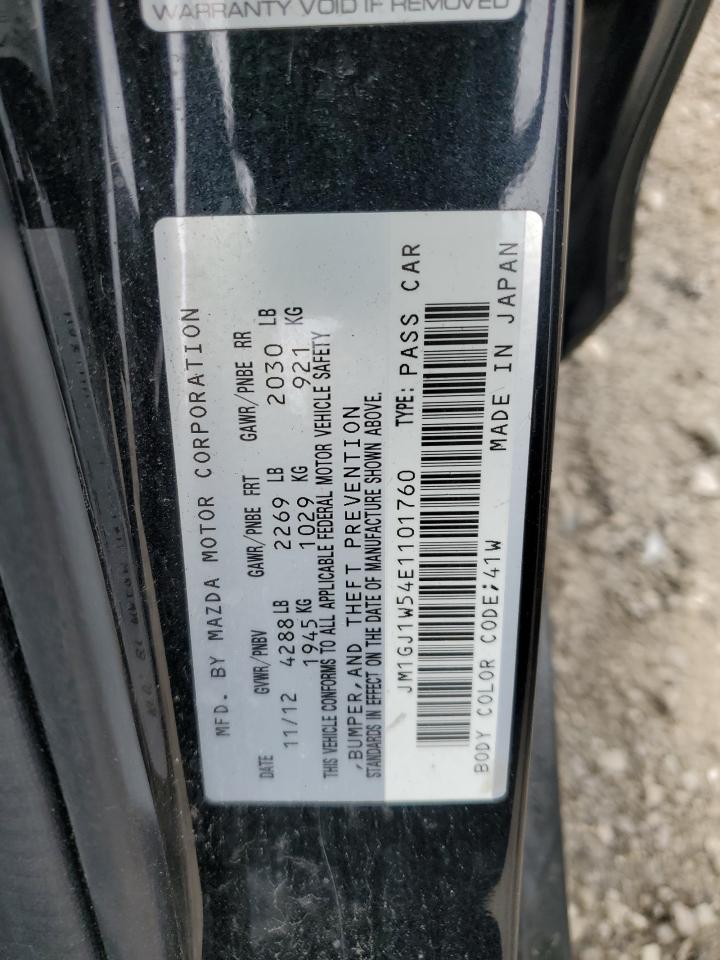 WARRANTY VOID IF REMOVED
MFD. BY MAZDA MOTOR CORPORATION
DATE GVWR/PNBV GAWR/PNBE FRT GAWR/PNBE RR
11/12 4288 LB 2269 LB 2030 LB
1945 KG 1029 KG 921 KG
THIS VEHICLE CONFORMS TO ALL APPLICABLE FEDERAL MOTOR VEHICLE SAFETY
,BUMPER,AND THEFT PREVENTION
STANDARDS IN EFFECT ON THE DATE OF MANUFACTURE SHOWN ABOVE.
JM1GJ1W54E1101760 TYPE: PASS CAR
BODY COLOR CODE;41W MADE IN JAPAN